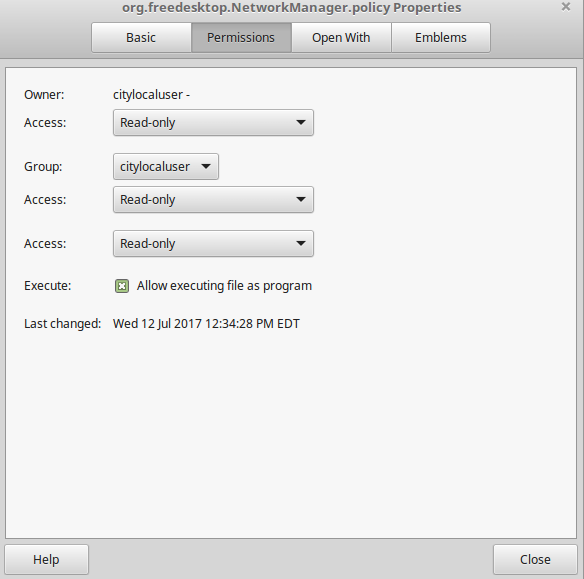 org.freedesktop.NetworkManager.policy Properties
Basic Permissions Open With Emblems
Owner: citylocaluser -
Access: Read-only
Group: citylocaluser
Access: Read-only
Access: Read-only
Execute: Allow executing file as program
Last changed: Wed 12 Jul 2017 12:34:28 PM EDT
Help Close